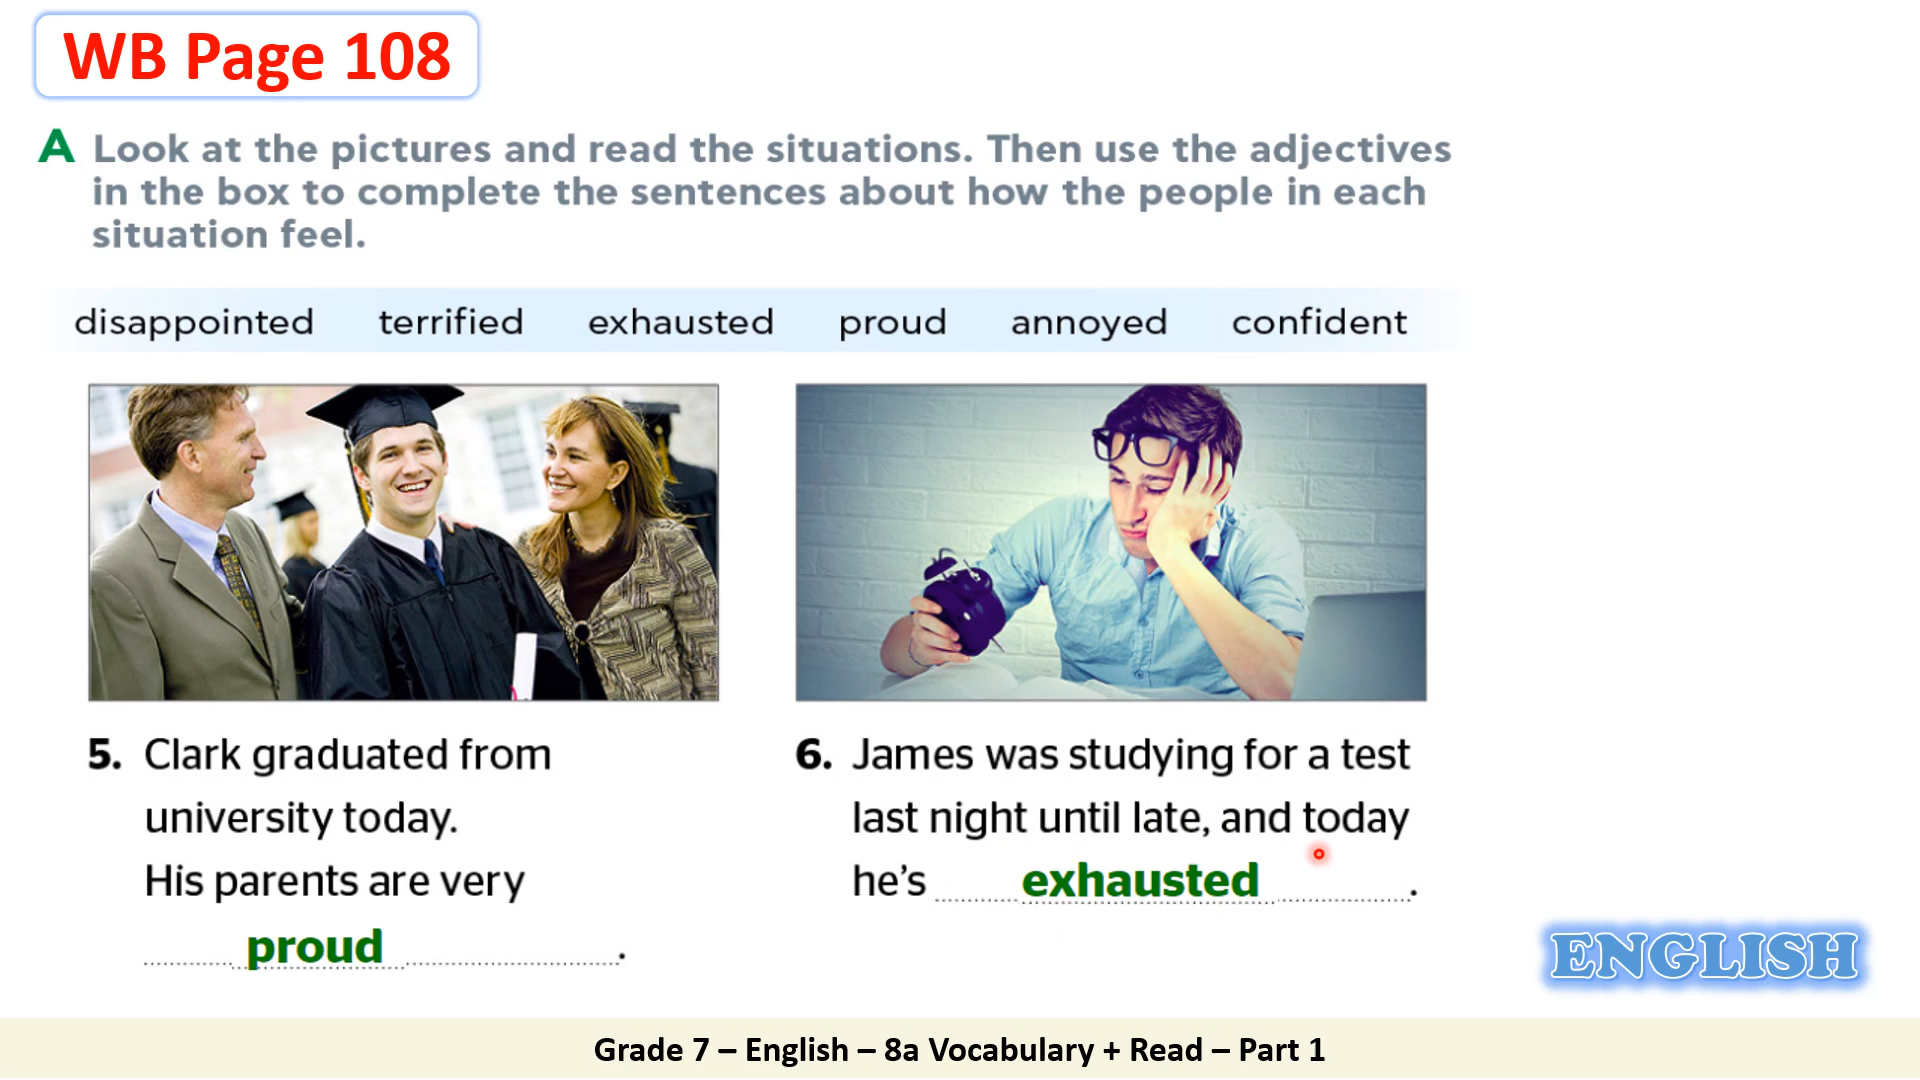 WB Page 108
A Look at the pictures and read the situations. Then use the adjectives
in the box to complete the sentences about how the people in each
situation feel.
disappointed terrified exhausted proud annoyed confident
5. Clark graduated from
university today.
His parents are very
proud.
6. James was studying for a test
last night until late, and today
he's exhausted.
ENGLISH
Grade 7 – English – 8a Vocabulary + Read – Part 1